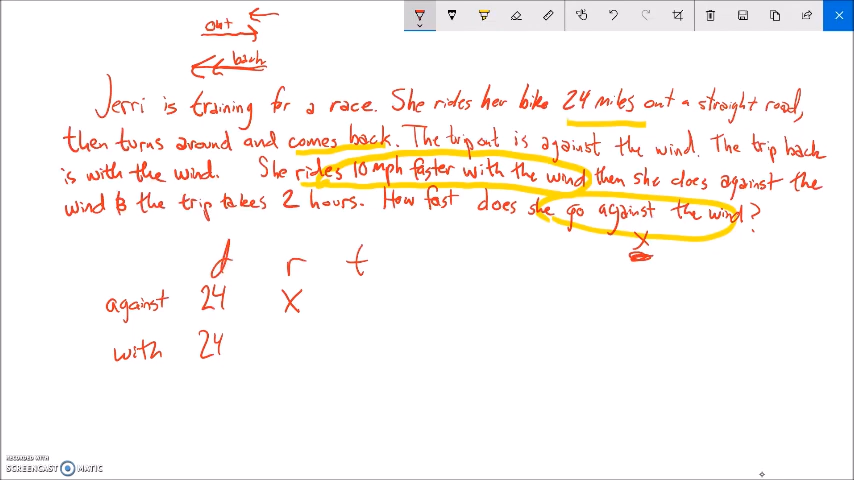 out
back
Jerri is training for a race. She rides her bike 24 miles out a straight road,
then turns around and comes back. The trip out is against the wind. The trip back
is with the wind. She rides 10 mph faster with the wind then she does against the
wind & the trip takes 2 hours. How fast does she go against the wind?
X
d r t
against 24 X
with 24
RECORDED WITH
SCREENCAST MATIC